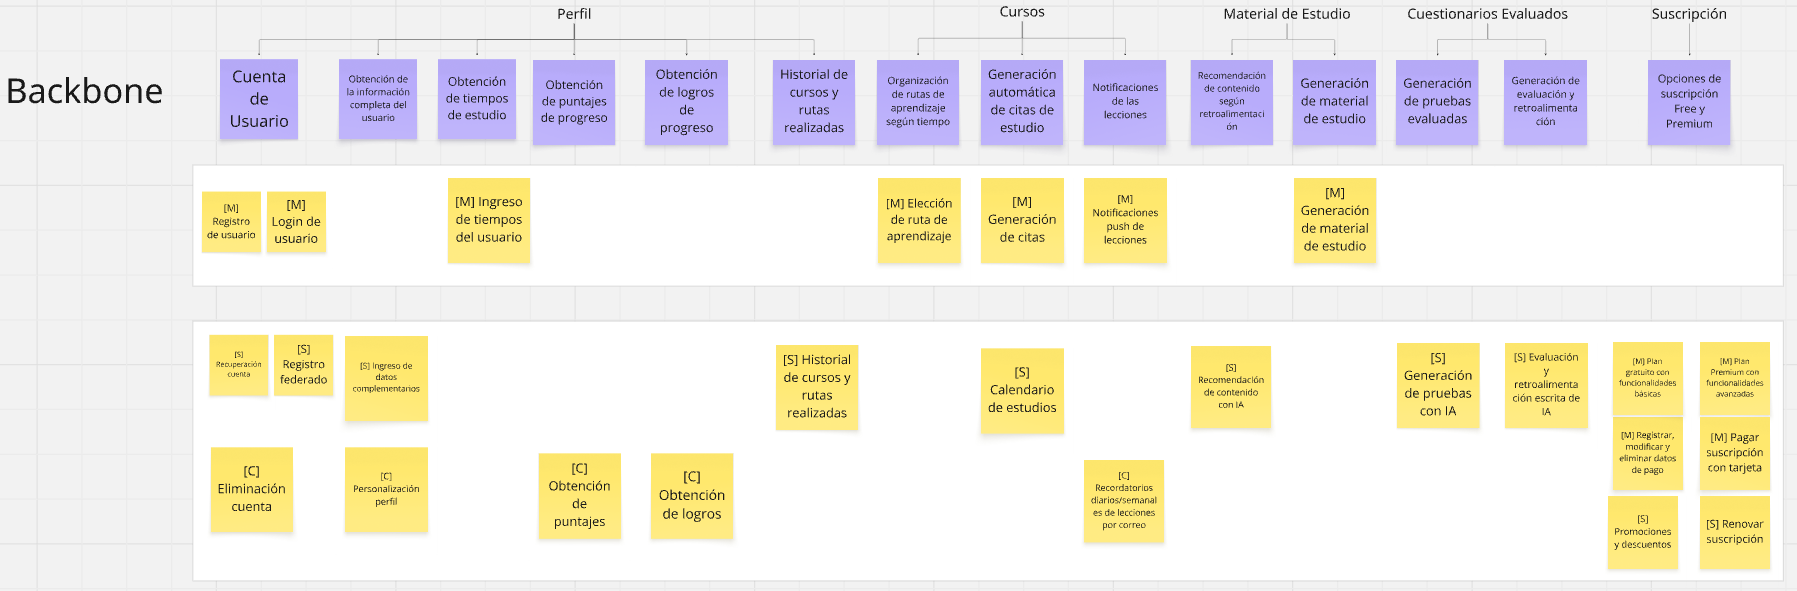 Perfil
Cursos
Material de Estudio
Cuestionarios Evaluados
Suscripción
Backbone
Cuenta
de
Usuario
Obtención de
la información
completa del
usuario
Obtención
de tiempos
de estudio
Obtención
de puntajes
de progreso
Obtención
de logros
de
progreso
Historial de
cursos y
rutas
realizadas
Organización
de rutas de
aprendizaje
según tiempo
Generación
automática
de citas de
estudio
Notificaciones
de las
lecciones
Recomendación
de contenido
según
retroalimentaci
ón
Generación
de material
de estudio
Generación
de pruebas
evaluadas
Generación de
evaluación y
retroalimenta
ción
Opciones de
suscripción
Free y
Premium
[M]
Registro
de usuario
[M]
Login de
usuario
[M] Ingreso
de tiempos
del usuario
[M] Elección
de ruta de
aprendizaje
[M]
Generación
de citas
[M]
Notificaciones
push de
lecciones
[M]
Generación
de material
de estudio
[S]
Recuperación
cuenta
[S]
Registro
federado
[S] Ingreso de
datos
complementarios
[S] Historial
de cursos y
rutas
realizadas
[S]
Calendario
de estudios
[S]
Recomendación
de contenido
con IA
[S]
Generación
de pruebas
con IA
[S] Evaluación
y
retroalimenta
ción escrita de
IA
[M] Plan
gratuito con
funcionalidades
básicas
[M] Plan
Premium con
funcionalidades
avanzadas
[M] Registrar,
modificar y
eliminar datos
de pago
[M] Pagar
suscripción
con tarjeta
[C]
Eliminación
cuenta
[C]
Personalización
perfil
[C]
Obtención
de
puntajes
[C]
Obtención
de logros
[C]
Recordatorios
diarios/semanal
es de lecciones
por correo
[S]
Promociones
y descuentos
[S] Renovar
suscripción